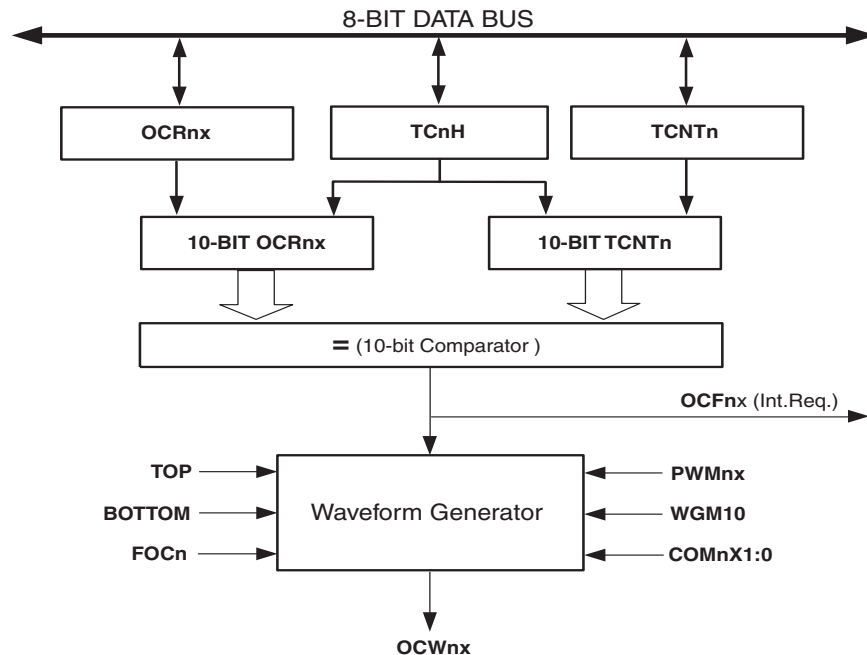 8-BIT DATA BUS
OCRnx
TCnH
TCNTn
10-BIT OCRnx
10-BIT TCNTn
= (10-bit Comparator )
OCFnx (Int.Req.)
TOP
PWMnx
BOTTOM
Waveform Generator
WGM10
FOCn
COMnX1:0
OCWnx